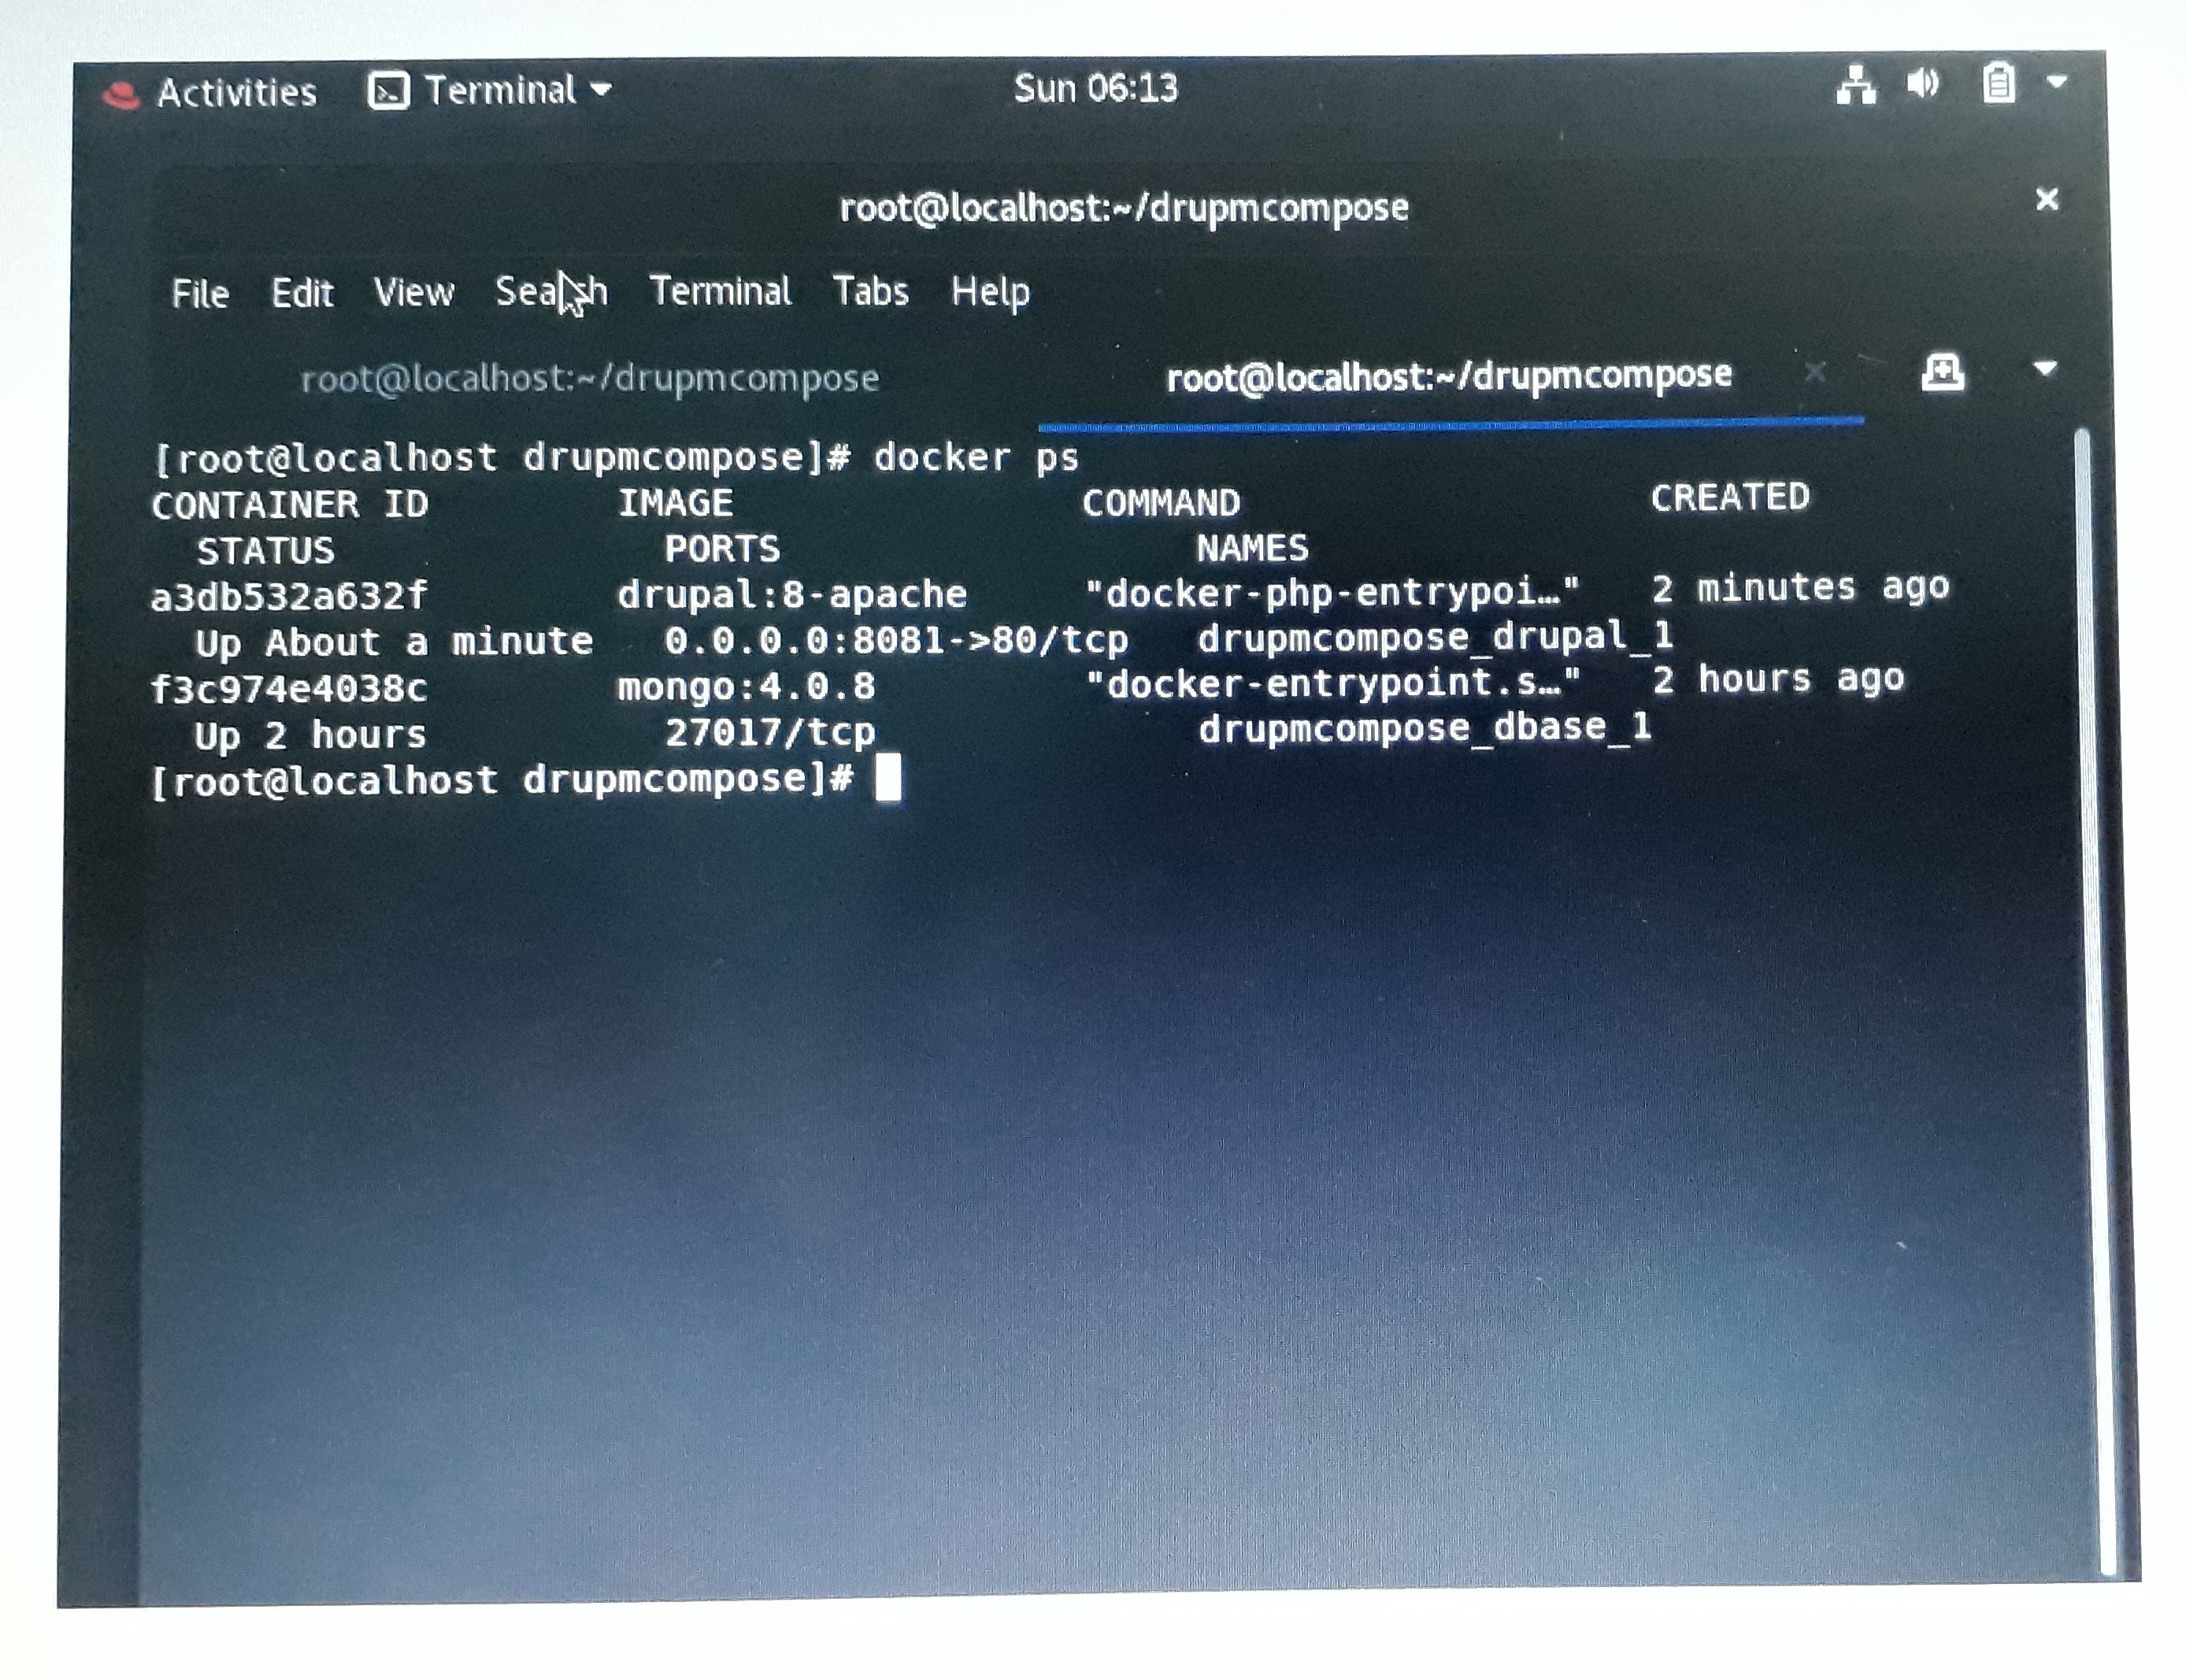 Activities Terminal Sun 06:13
root@localhost:~/drupmcompose
File Edit View Search Terminal Tabs Help
root@localhost:~/drupmcompose root@localhost:~/drupmcompose
[root@localhost drupmcompose]# docker ps
CONTAINER ID IMAGE COMMAND CREATED
STATUS PORTS NAMES
a3db532a632f drupal:8-apache "docker-php-entrypoi…" 2 minutes ago
Up About a minute 0.0.0.0:8081->80/tcp drupmcompose_drupal_1
f3c974e4038c mongo:4.0.8 "docker-entrypoint.s…" 2 hours ago
Up 2 hours 27017/tcp drupmcompose_dbase_1
[root@localhost drupmcompose]#